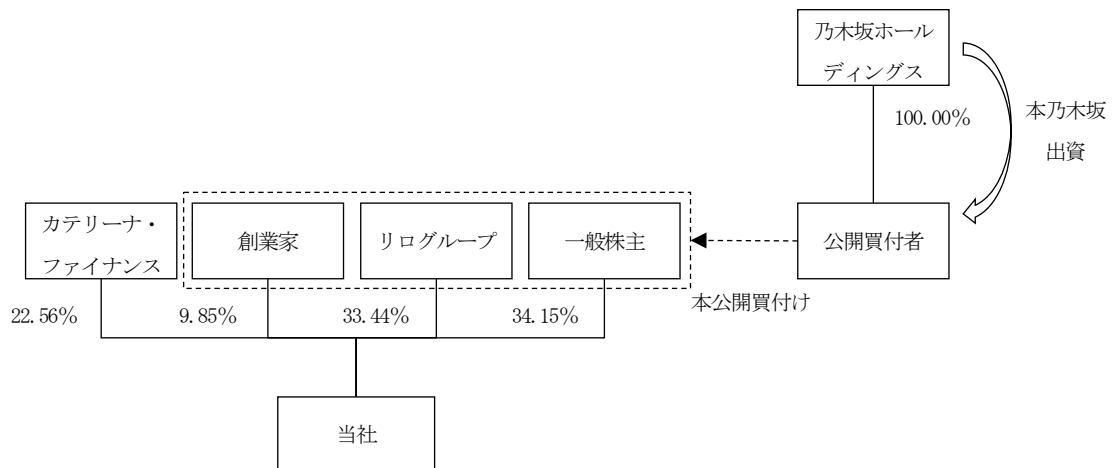 乃木坂ホール
ディングス
100.00%
本乃木坂
出資
カテリーナ・
ファイナンス
創業家
リログループ
一般株主
公開買付者
本公開買付け
22.56%
9.85%
33.44%
34.15%
当社